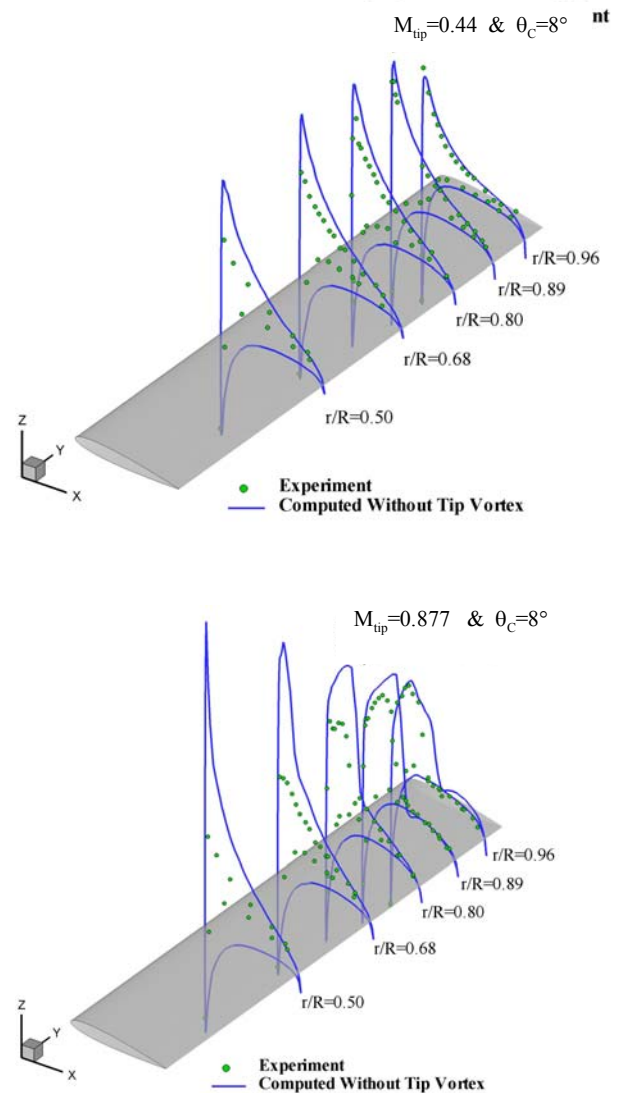 nt
M_tip=0.44 & θ_C=8°
r/R=0.96
r/R=0.89
r/R=0.80
r/R=0.68
r/R=0.50
Z
Y
X
Experiment
Computed Without Tip Vortex
M_tip=0.877 & θ_C=8°
r/R=0.96
r/R=0.89
r/R=0.80
r/R=0.68
r/R=0.50
Z
Y
X
Experiment
Computed Without Tip Vortex